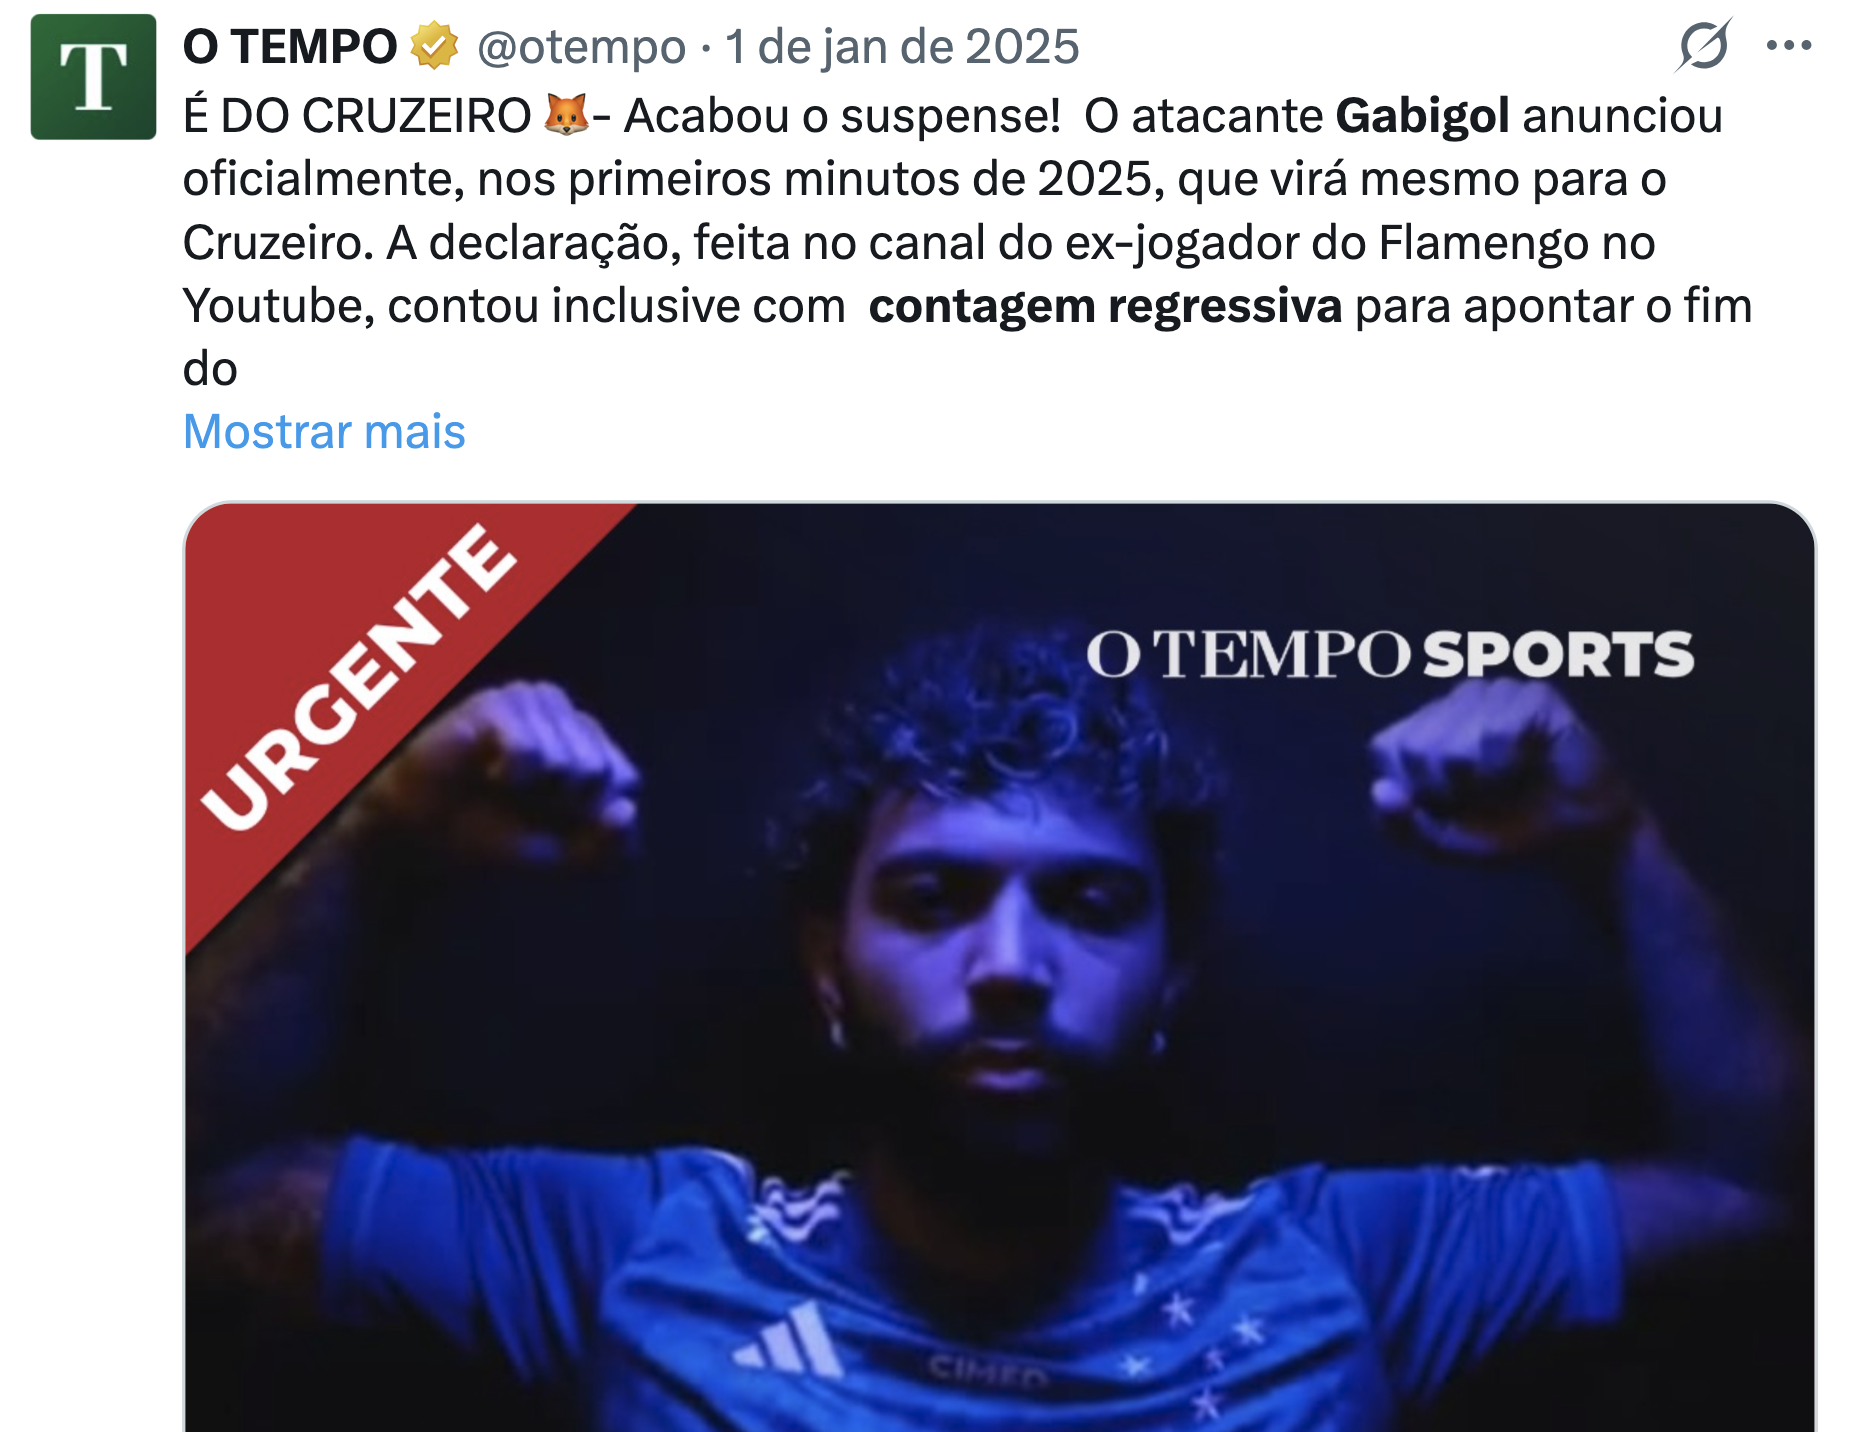 T
O TEMPO @otempo · 1 de jan de 2025
É DO CRUZEIRO 🦊- Acabou o suspense!  O atacante Gabigol anunciou
oficialmente, nos primeiros minutos de 2025, que virá mesmo para o
Cruzeiro. A declaração, feita no canal do ex-jogador do Flamengo no
Youtube, contou inclusive com  contagem regressiva para apontar o fim
do
Mostrar mais
URGENTE
O TEMPO SPORTS
CIMED